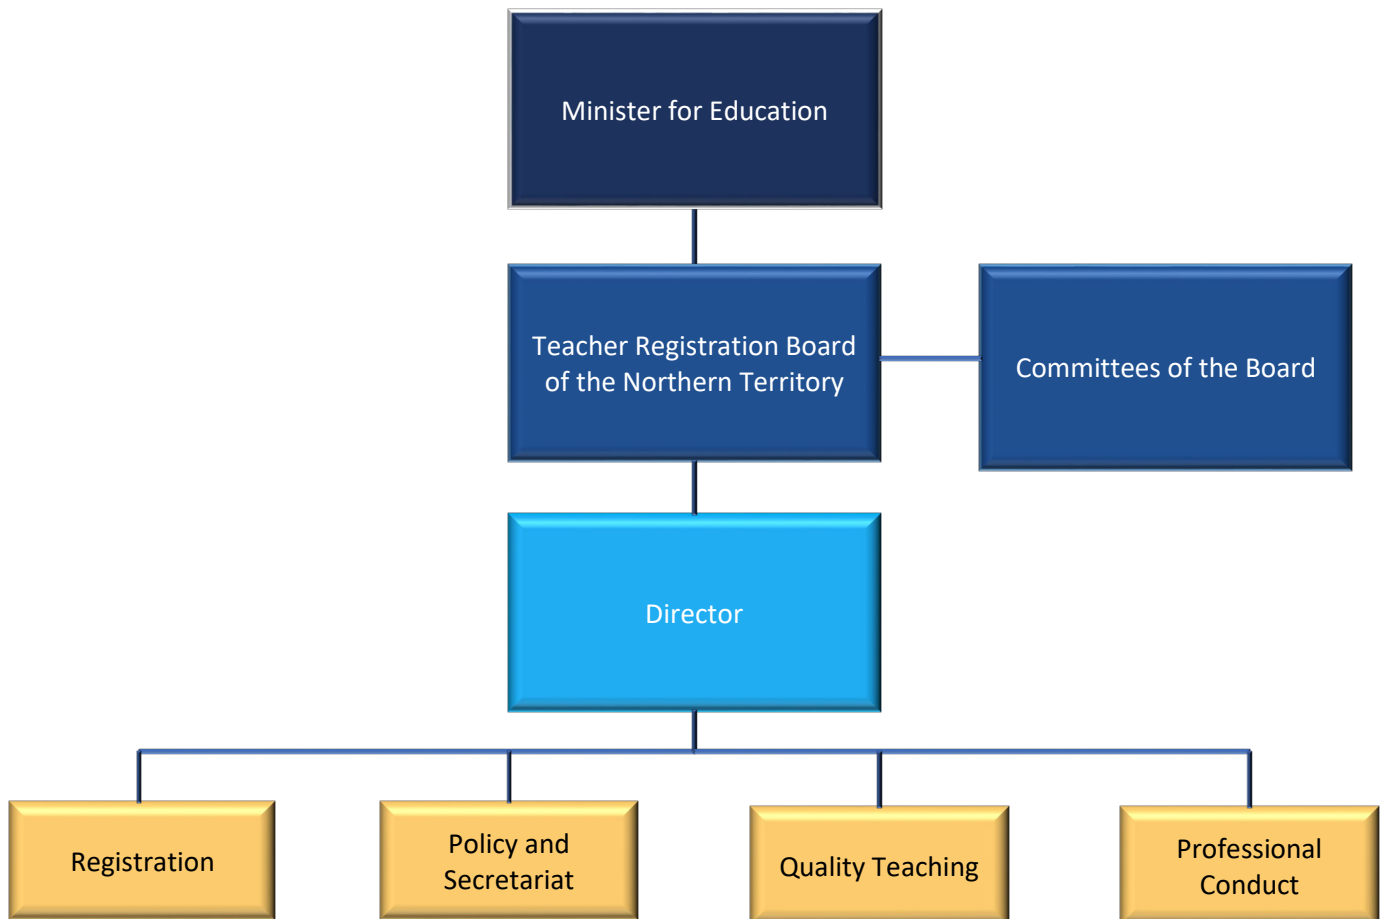 Minister for Education
Teacher Registration Board
of the Northern Territory
Committees of the Board
Director
Registration
Policy and
Secretariat
Quality Teaching
Professional
Conduct